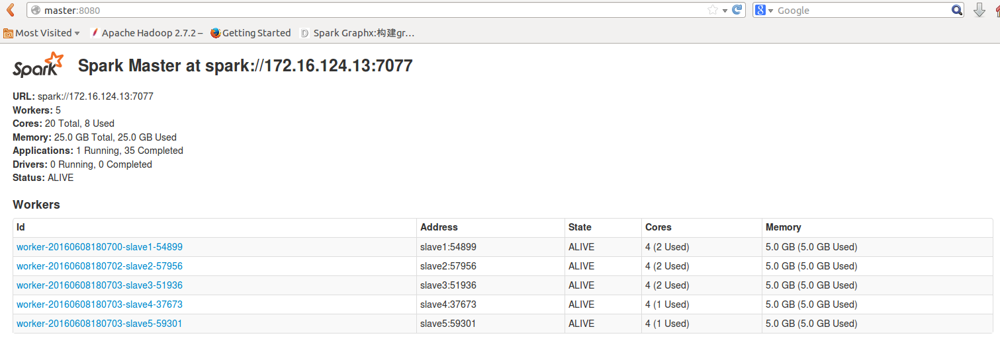 master:8080
Google
Most Visited
Apache Hadoop 2.7.2 –
Getting Started
Spark Graphx:构建gr...
Spark
Spark Master at spark://172.16.124.13:7077
URL: spark://172.16.124.13:7077
Workers: 5
Cores: 20 Total, 8 Used
Memory: 25.0 GB Total, 25.0 GB Used
Applications: 1 Running, 35 Completed
Drivers: 0 Running, 0 Completed
Status: ALIVE
Workers
Id Address State Cores Memory
worker-20160608180700-slave1-54899 slave1:54899 ALIVE 4 (2 Used) 5.0 GB (5.0 GB Used)
worker-20160608180702-slave2-57956 slave2:57956 ALIVE 4 (2 Used) 5.0 GB (5.0 GB Used)
worker-20160608180703-slave3-51936 slave3:51936 ALIVE 4 (2 Used) 5.0 GB (5.0 GB Used)
worker-20160608180703-slave4-37673 slave4:37673 ALIVE 4 (1 Used) 5.0 GB (5.0 GB Used)
worker-20160608180703-slave5-59301 slave5:59301 ALIVE 4 (1 Used) 5.0 GB (5.0 GB Used)